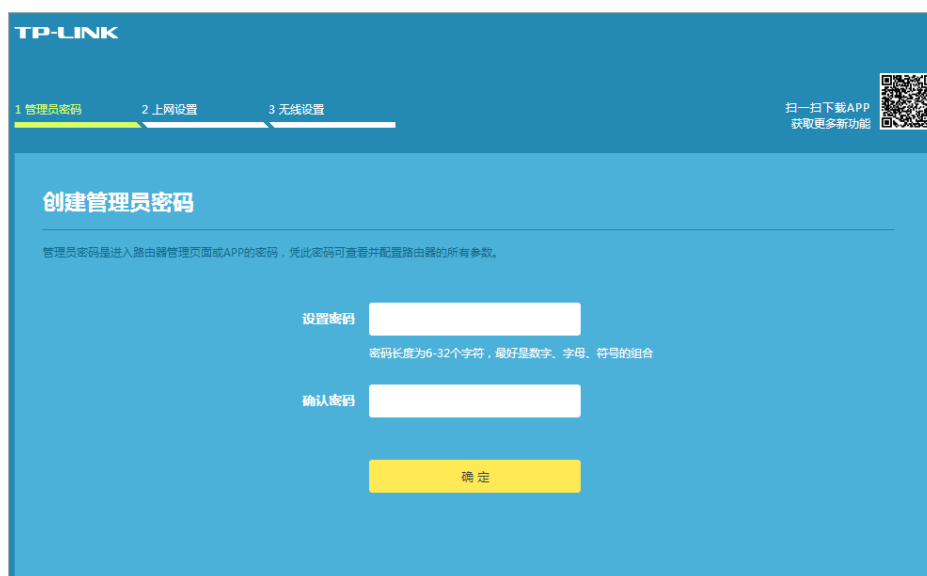 TP-LINK
1 管理员密码
2 上网设置
3 无线设置
扫一扫下载APP
获取更多新功能
创建管理员密码
管理员密码是进入路由器管理页面或APP的密码，凭此密码可查看并配置路由器的所有参数。
设置密码
密码长度为6-32个字符，最好是数字、字母、符号的组合
确认密码
确 定